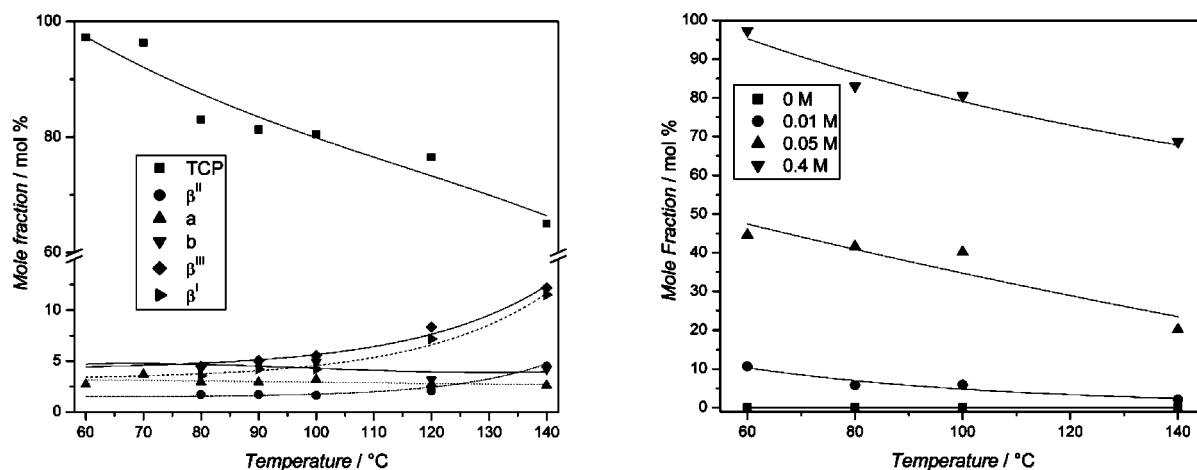 Mole fraction / mol %
100
80
60
10
5
0
TCP
β^II
a
b
β^III
β^I
60 70 80 90 100 110 120 130 140
Temperature / °C
Mole Fraction / mol %
100
90
80
70
60
50
40
30
20
10
0
0 M
0.01 M
0.05 M
0.4 M
60 80 100 120 140
Temperature / °C